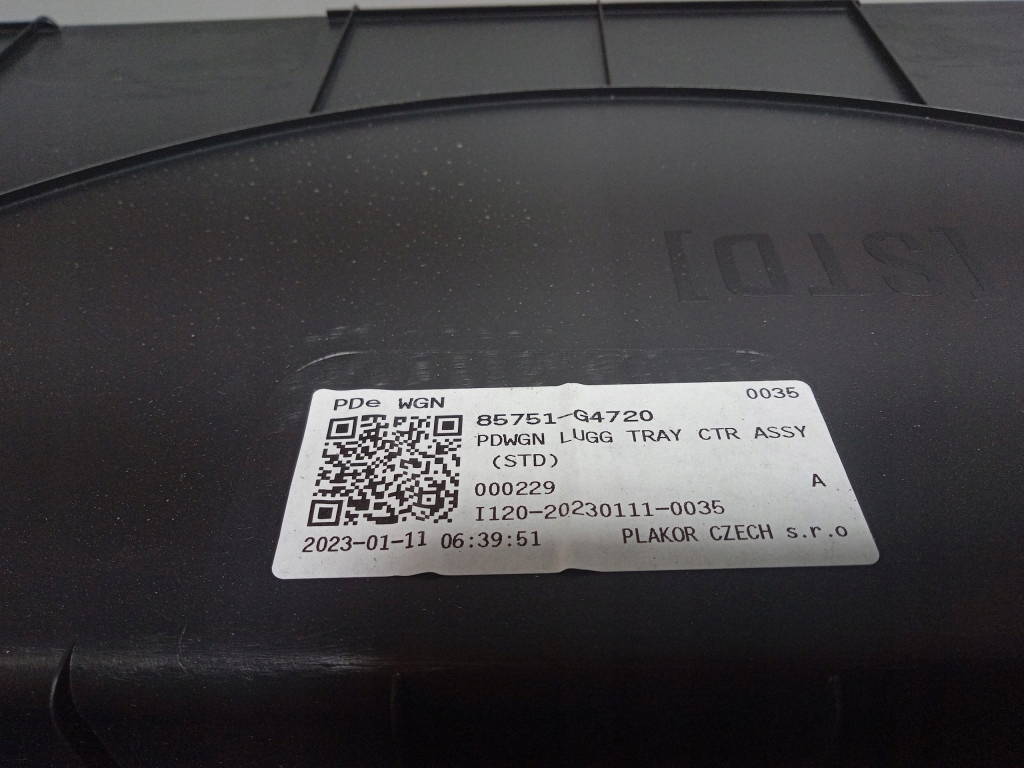 [STD]
PDe WGN
0035
85751-G4720
PDWGN LUGG TRAY CTR ASSY
(STD)
000229
A
I120-20230111-0035
2023-01-11 06:39:51
PLAKOR CZECH s.r.o